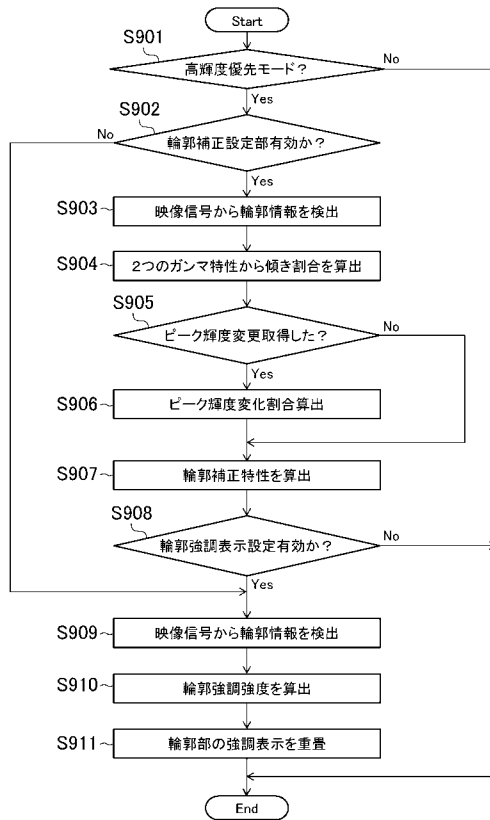 Start
S901
高輝度優先モード？
No
Yes
S902
No
輪郭補正設定部有効か？
Yes
S903
映像信号から輪郭情報を検出
S904
２つのガンマ特性から傾き割合を算出
S905
ピーク輝度変更取得した？
No
Yes
S906
ピーク輝度変化割合算出
S907
輪郭補正特性を算出
S908
輪郭強調表示設定有効か？
No
Yes
S909
映像信号から輪郭情報を検出
S910
輪郭強調強度を算出
S911
輪郭部の強調表示を重畳
End